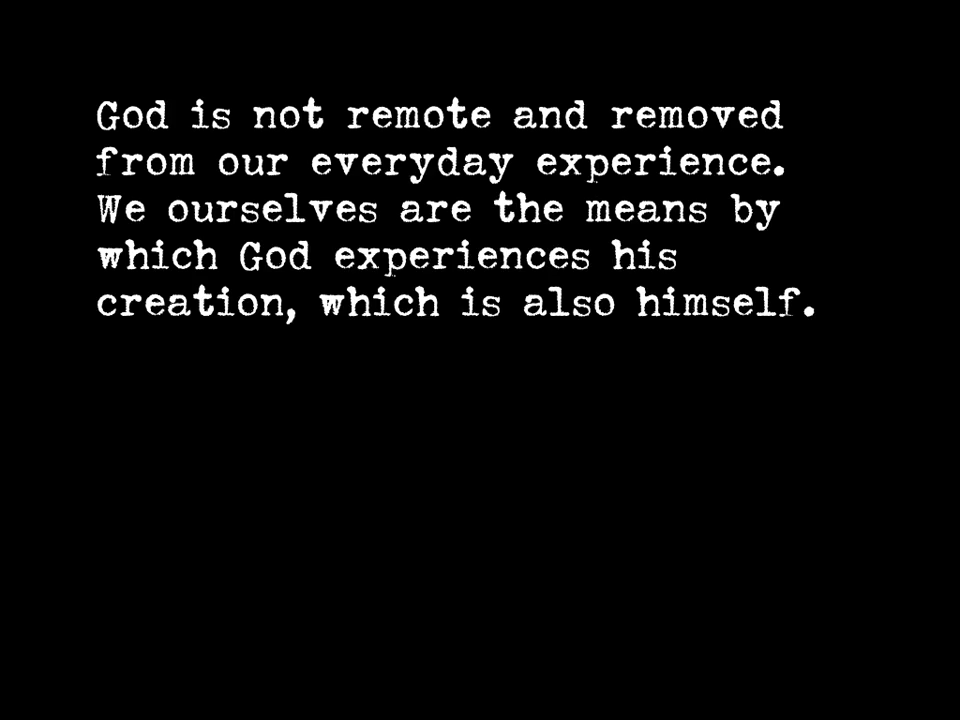 God is not remote and removed
from our everyday experience.
We ourselves are the means by
which God experiences his
creation, which is also himself.